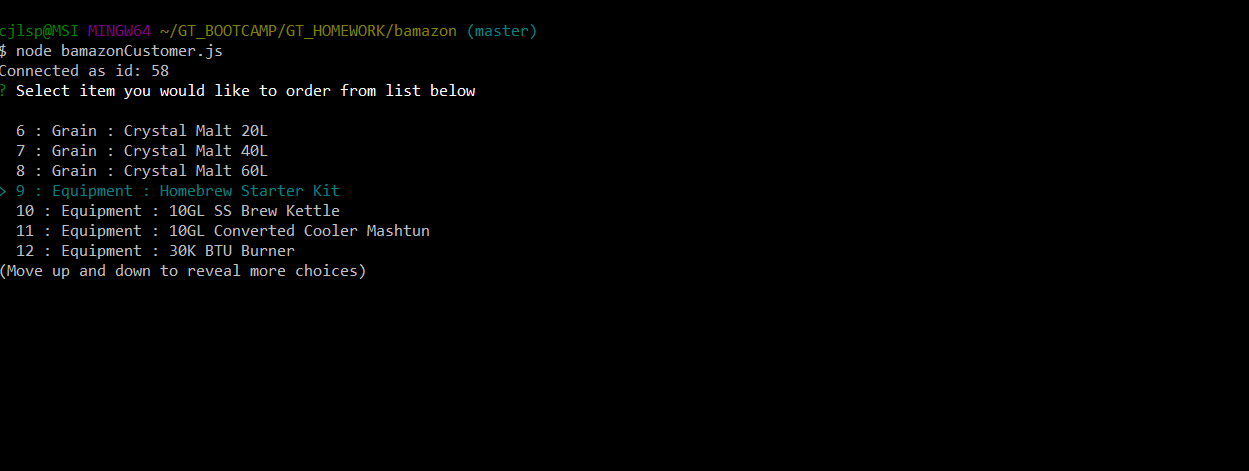 cjlsp@MSI MINGW64 ~/GT_BOOTCAMP/GT_HOMEWORK/bamazon (master)
$ node bamazonCustomer.js
Connected as id: 58
? Select item you would like to order from list below
6 : Grain : Crystal Malt 20L
7 : Grain : Crystal Malt 40L
8 : Grain : Crystal Malt 60L
> 9 : Equipment : Homebrew Starter Kit
10 : Equipment : 10GL SS Brew Kettle
11 : Equipment : 10GL Converted Cooler Mashtun
12 : Equipment : 30K BTU Burner
(Move up and down to reveal more choices)